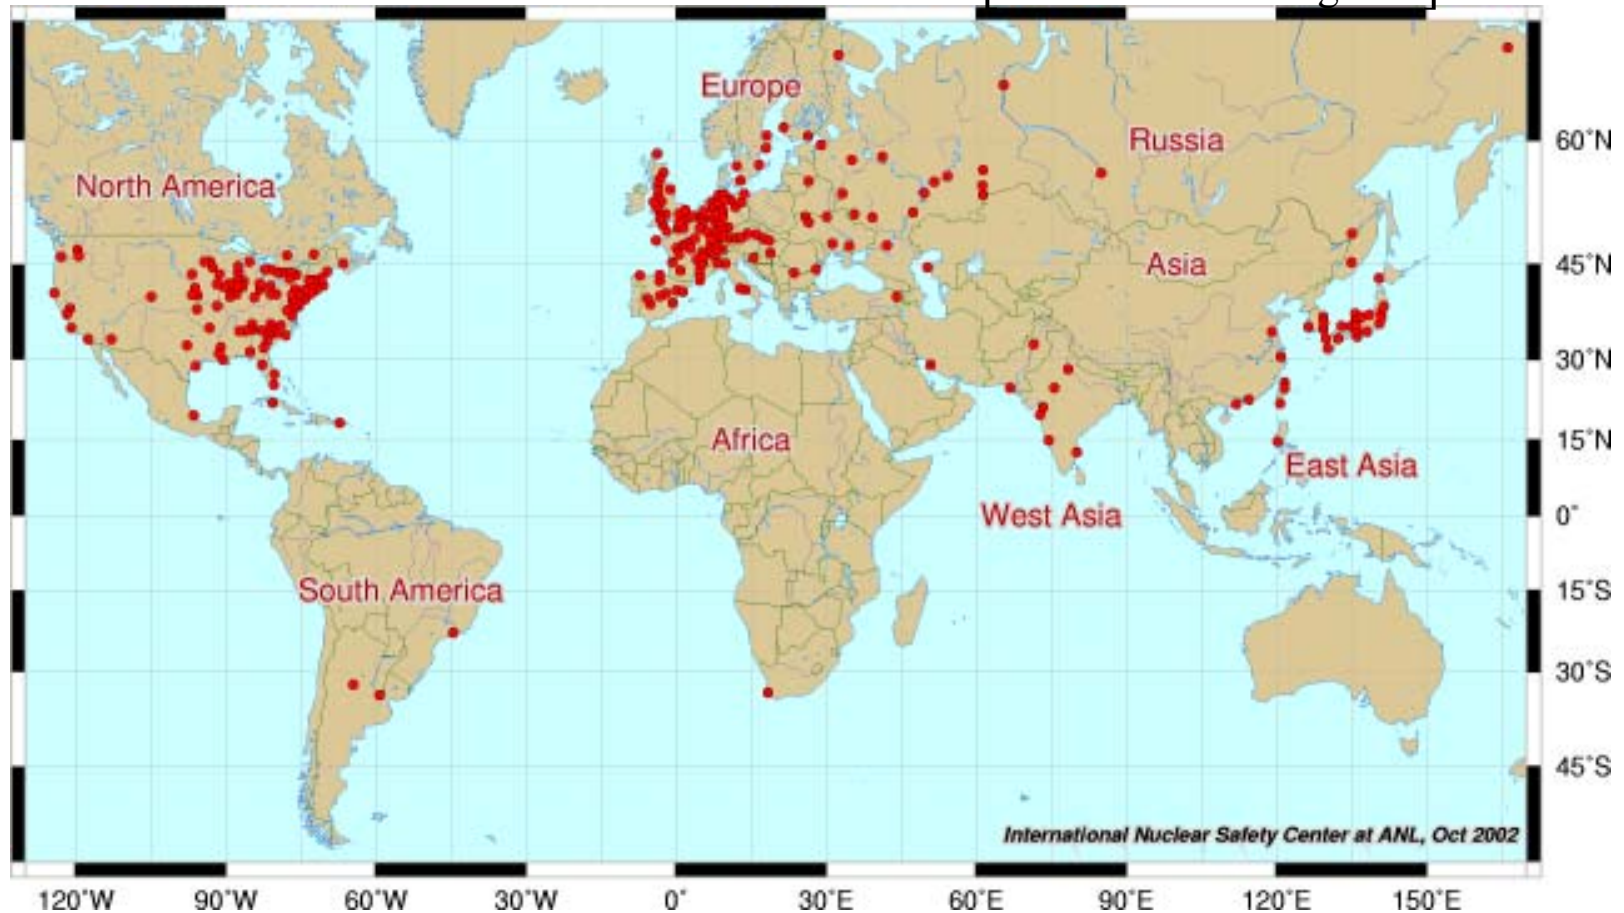 Europe
Russia
60°N
North America
Asia
45°N
30°N
Africa
15°N
East Asia
West Asia
0°
South America
15°S
30°S
45°S
International Nuclear Safety Center at ANL, Oct 2002
120°W 90°W 60°W 30°W 0° 30°E 60°E 90°E 120°E 150°E